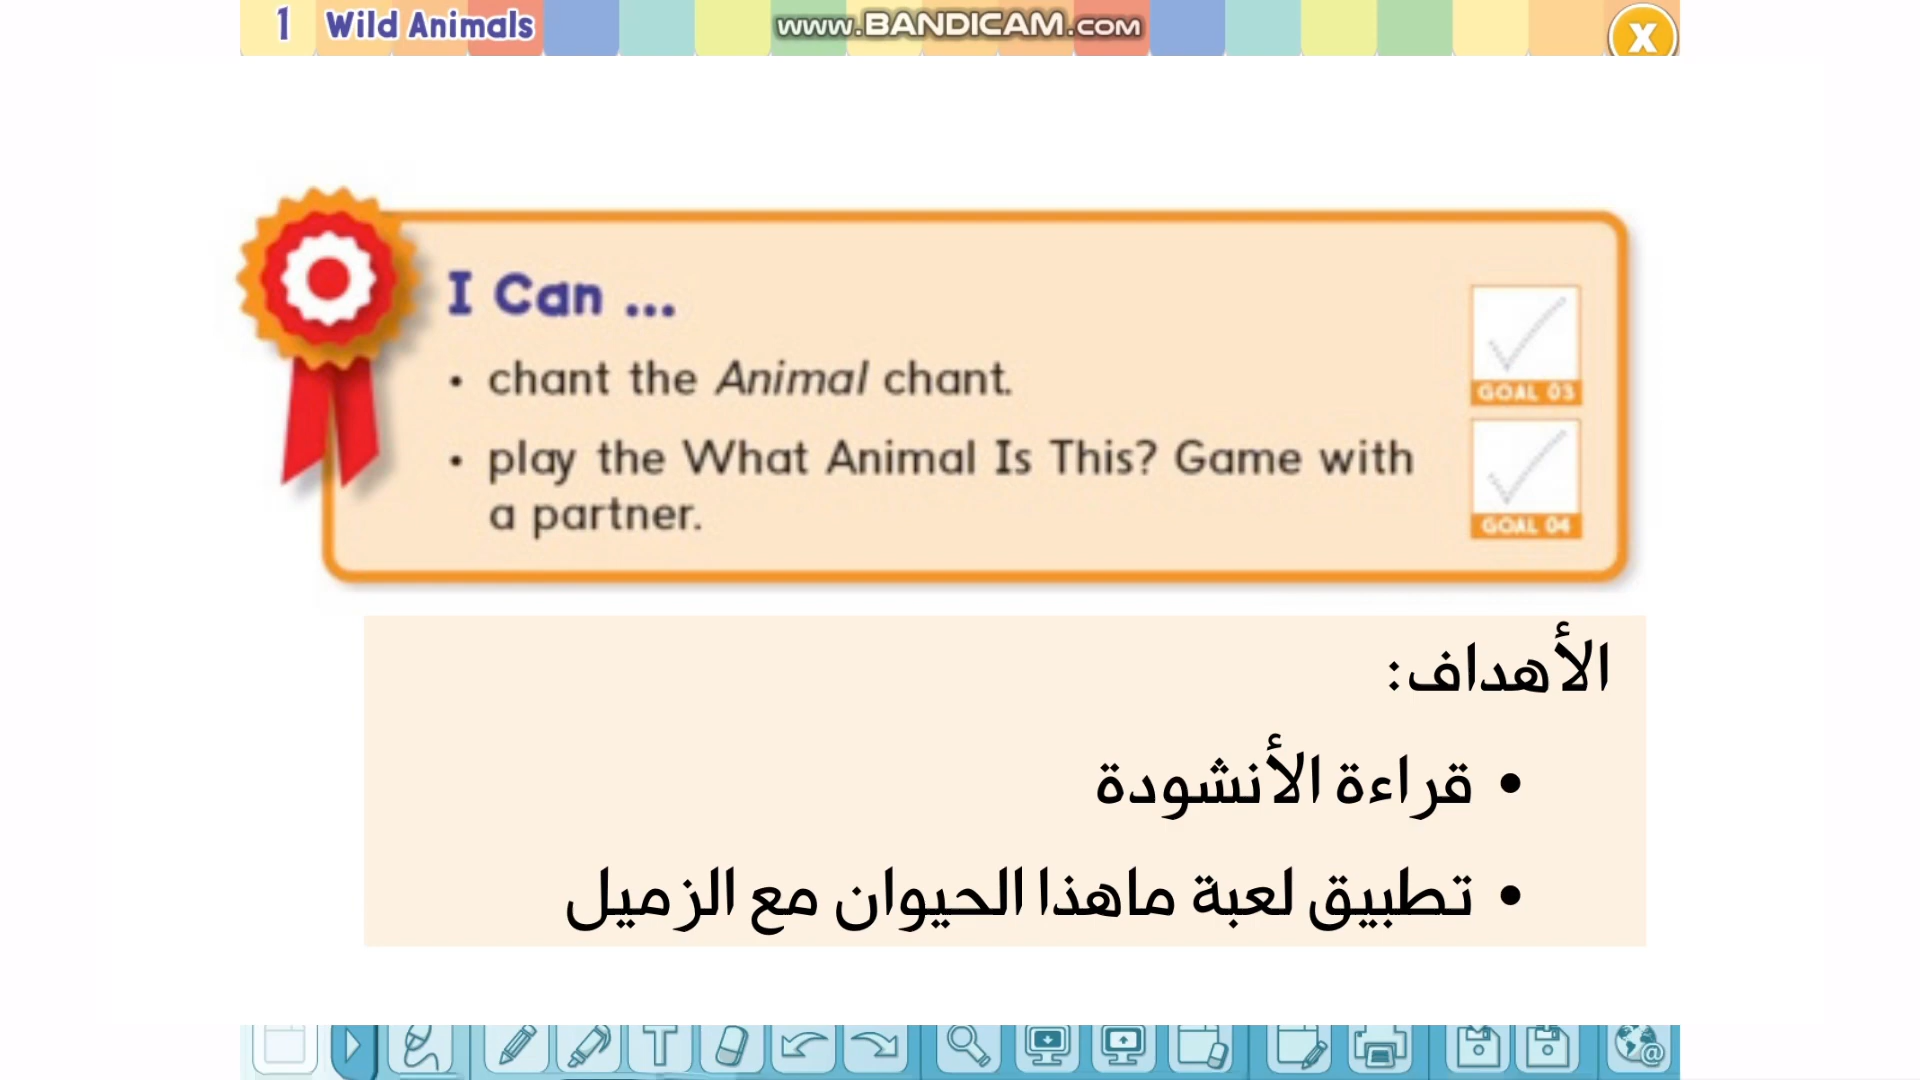 1 Wild Animals
www.BANDICAM.com
X
I Can ...
• chant the Animal chant.
GOAL 03
• play the What Animal Is This? Game with
a partner.
GOAL 04
الأهداف:
• قراءة الأنشودة
• تطبيق لعبة ماهذا الحيوان مع الزميل
T
@